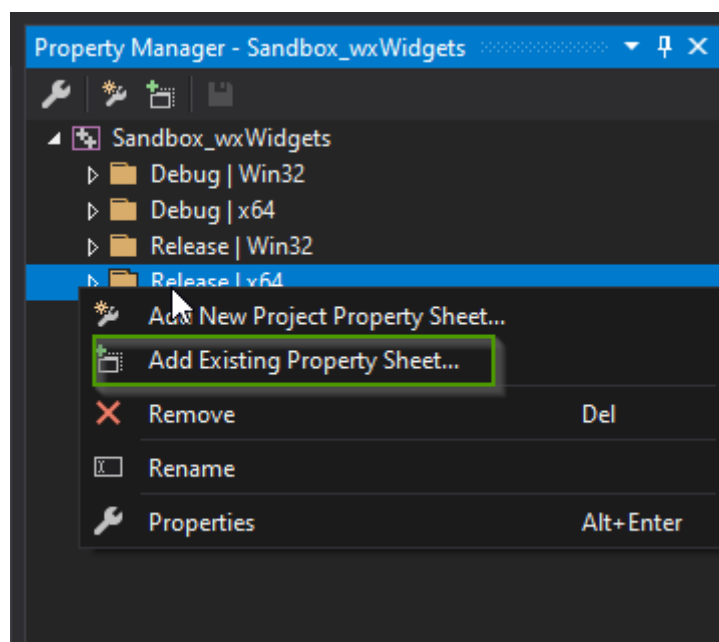 Property Manager - Sandbox_wxWidgets
Sandbox_wxWidgets
Debug | Win32
Debug | x64
Release | Win32
Release | x64
Add New Project Property Sheet...
Add Existing Property Sheet...
Remove Del
Rename
Properties Alt+Enter